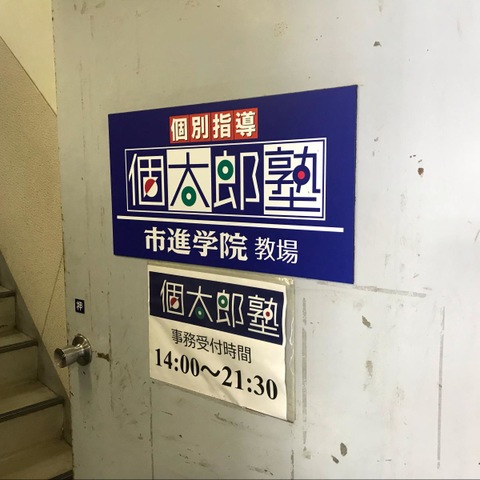 個別指導
個太郎塾
市進学院 教場
個太郎塾
事務受付時間
14:00～21:30
押